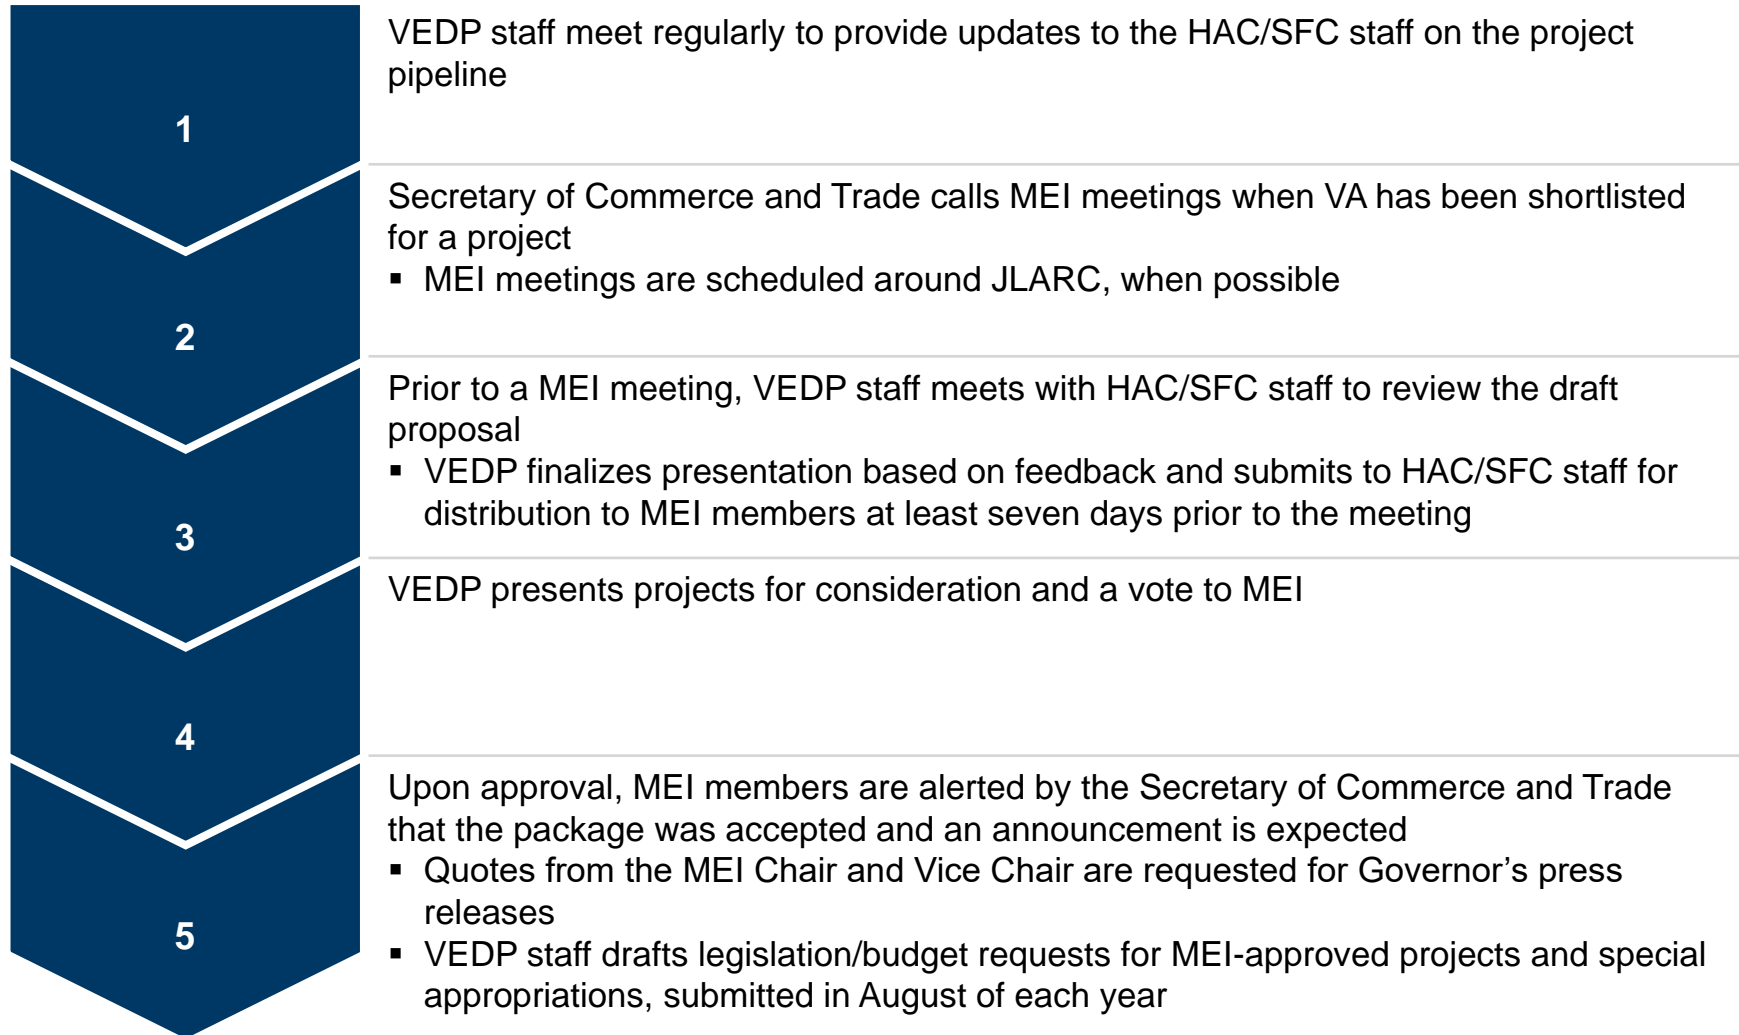 1
VEDP staff meet regularly to provide updates to the HAC/SFC staff on the project
pipeline
2
Secretary of Commerce and Trade calls MEI meetings when VA has been shortlisted
for a project
▪ MEI meetings are scheduled around JLARC, when possible
3
Prior to a MEI meeting, VEDP staff meets with HAC/SFC staff to review the draft
proposal
▪ VEDP finalizes presentation based on feedback and submits to HAC/SFC staff for
distribution to MEI members at least seven days prior to the meeting
4
VEDP presents projects for consideration and a vote to MEI
5
Upon approval, MEI members are alerted by the Secretary of Commerce and Trade
that the package was accepted and an announcement is expected
▪ Quotes from the MEI Chair and Vice Chair are requested for Governor’s press
releases
▪ VEDP staff drafts legislation/budget requests for MEI-approved projects and special
appropriations, submitted in August of each year